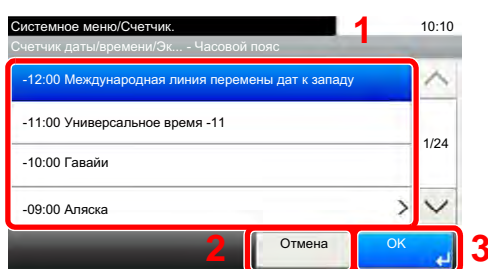 Системное меню/Счетчик.
10:10
Счетчик даты/времени/Эк... - Часовой пояс
1
-12:00 Международная линия перемены дат к западу
-11:00 Универсальное время -11
1/24
-10:00 Гавайи
-09:00 Аляска
2
Отмена
OK
3